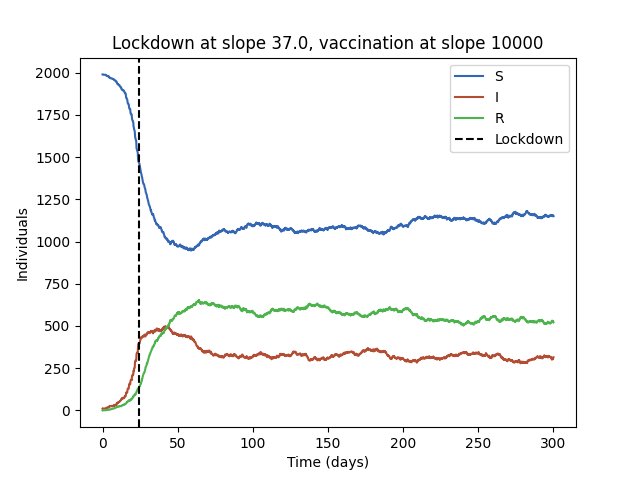 Lockdown at slope 37.0, vaccination at slope 10000
Individuals
2000
1750
1500
1250
1000
750
500
250
0
S
I
R
Lockdown
0 50 100 150 200 250 300
Time (days)